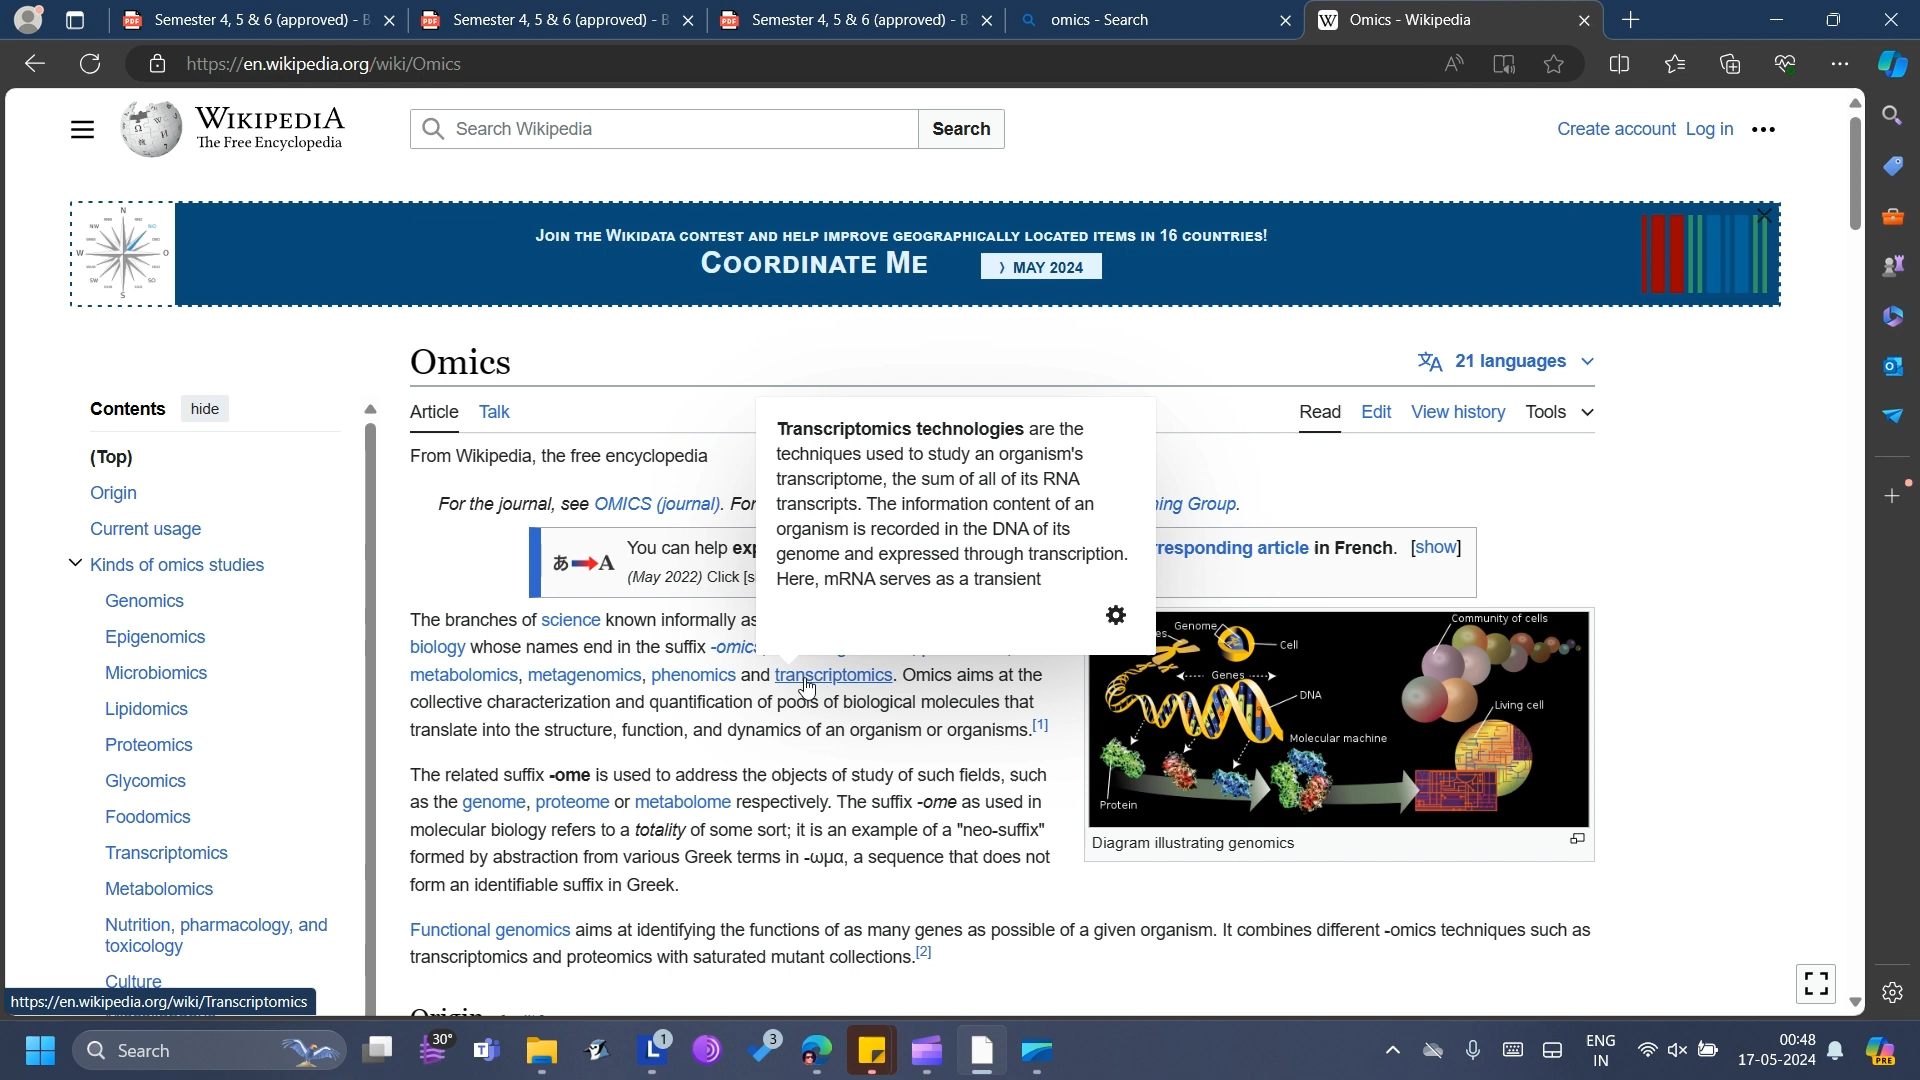 Semester 4, 5 & 6 (approved) - B
Semester 4, 5 & 6 (approved) - B
Semester 4, 5 & 6 (approved) - B
omics - Search
Omics - Wikipedia
https://en.wikipedia.org/wiki/Omics
WIKIPEDIA
The Free Encyclopedia
Search Wikipedia
Search
Create account Log in
JOIN THE WIKIDATA CONTEST AND HELP IMPROVE GEOGRAPHICALLY LOCATED ITEMS IN 16 COUNTRIES!
COORDINATE ME
❭ MAY 2024
Omics
21 languages
Contents hide
(Top)
Origin
Current usage
Kinds of omics studies
Genomics
Epigenomics
Microbiomics
Lipidomics
Proteomics
Glycomics
Foodomics
Transcriptomics
Metabolomics
Nutrition, pharmacology, and
toxicology
Culture
https://en.wikipedia.org/wiki/Transcriptomics
Article Talk
Read Edit View history Tools
From Wikipedia, the free encyclopedia
For the journal, see OMICS (journal). For
ing Group.
You can help
responding article in French. [show]
(May 2022) Click
Transcriptomics technologies are the
techniques used to study an organism's
transcriptome, the sum of all of its RNA
transcripts. The information content of an
organism is recorded in the DNA of its
genome and expressed through transcription.
Here, mRNA serves as a transient
The branches of science known informally as
biology whose names end in the suffix -omics
metabolomics, metagenomics, phenomics and transcriptomics. Omics aims at the
collective characterization and quantification of pools of biological molecules that
translate into the structure, function, and dynamics of an organism or organisms.[1]
The related suffix -ome is used to address the objects of study of such fields, such
as the genome, proteome or metabolome respectively. The suffix -ome as used in
molecular biology refers to a totality of some sort; it is an example of a "neo-suffix"
formed by abstraction from various Greek terms in -ωμα, a sequence that does not
form an identifiable suffix in Greek.
Genome
Cell
Genes
DNA
Community of cells
Living cell
Molecular machine
Protein
Diagram illustrating genomics
Functional genomics aims at identifying the functions of as many genes as possible of a given organism. It combines different -omics techniques such as
transcriptomics and proteomics with saturated mutant collections.[2]
Search
30°
1
3
ENG
IN
00:48
17-05-2024